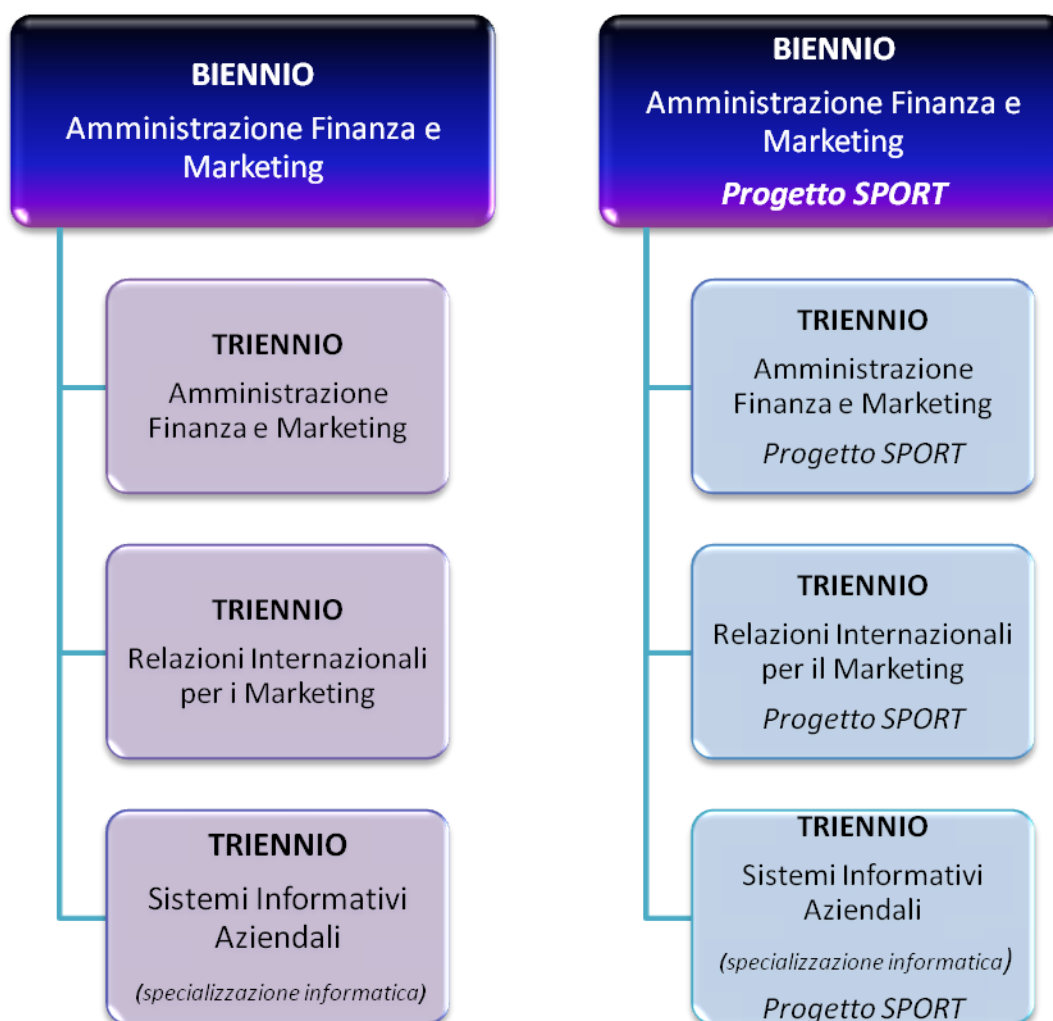 BIENNIO
Amministrazione Finanza e
Marketing
TRIENNIO
Amministrazione
Finanza e Marketing
TRIENNIO
Relazioni Internazionali
per i Marketing
TRIENNIO
Sistemi Informativi
Aziendali
(specializzazione informatica)
BIENNIO
Amministrazione Finanza e
Marketing
Progetto SPORT
TRIENNIO
Amministrazione
Finanza e Marketing
Progetto SPORT
TRIENNIO
Relazioni Internazionali
per il Marketing
Progetto SPORT
TRIENNIO
Sistemi Informativi
Aziendali
(specializzazione informatica)
Progetto SPORT